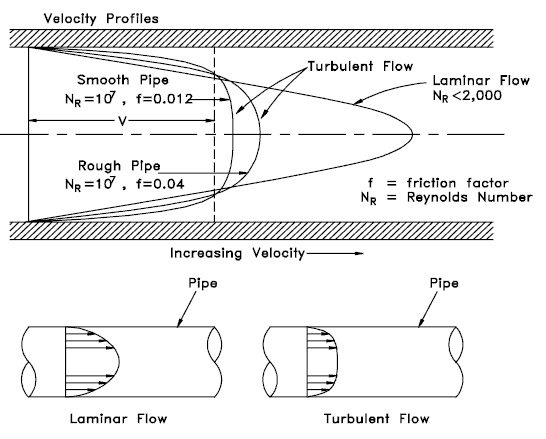 Velocity Profiles
Turbulent Flow
Smooth Pipe
N_R=10^7 , f=0.012
Laminar Flow
N_R<2,000
V
Rough Pipe
N_R=10^7 , f=0.04
f = friction factor
N_R = Reynolds Number
Increasing Velocity
Pipe
Pipe
Laminar Flow
Turbulent Flow